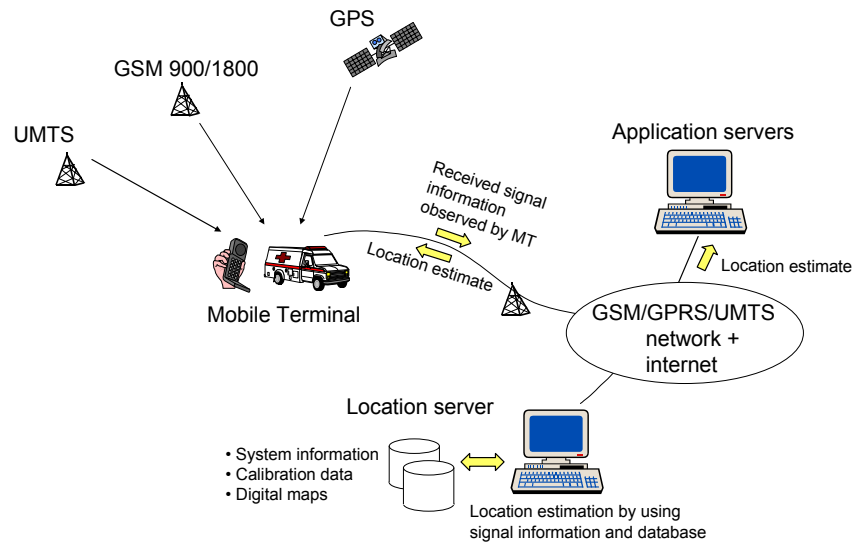 GPS
GSM 900/1800
UMTS
Application servers
Received signal
information
observed by MT
Location estimate
Location estimate
Mobile Terminal
GSM/GPRS/UMTS
network +
internet
Location server
• System information
• Calibration data
• Digital maps
Location estimation by using
signal information and database